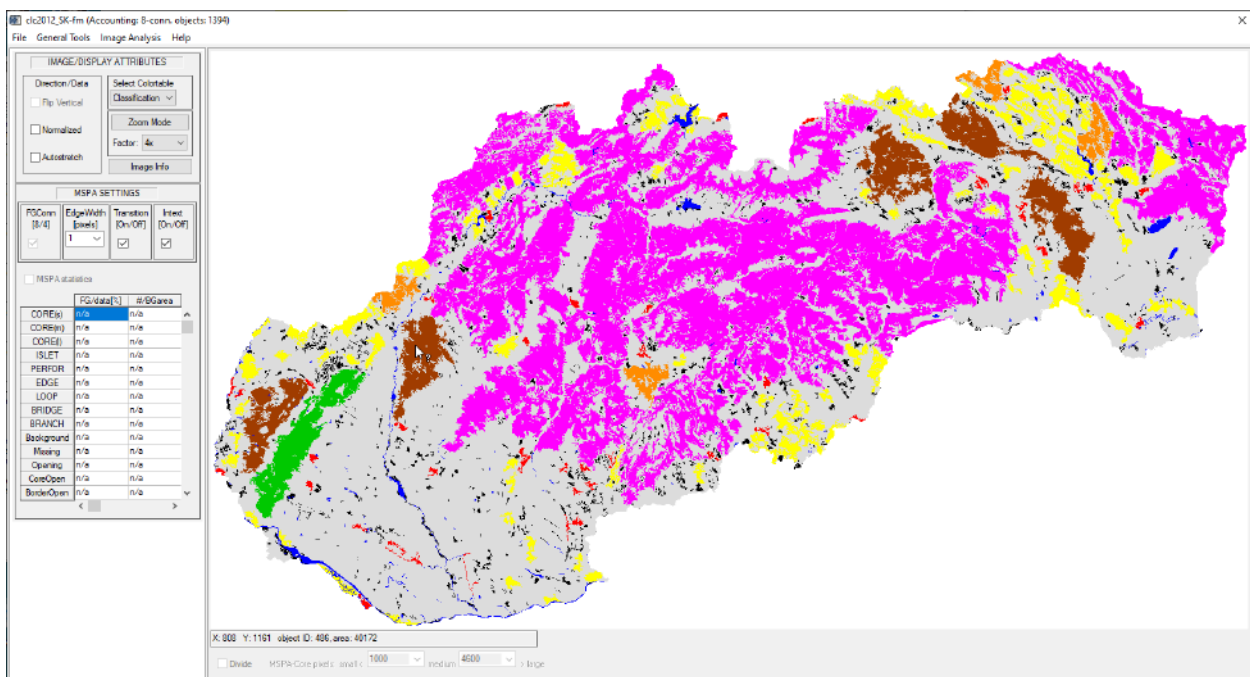 clc2012_SK-fm (Accounting: 8-conn, objects: 1394)
File General Tools Image Analysis Help
IMAGE/DISPLAY ATTRIBUTES
Direction/Data Select Colortable
Flip Vertical Classification
Normalized Zoom Mode
Factor: 4x
Autostretch Image Info
MSPA SETTINGS
FGConn EdgeWidth Transition Intext
[8/4] [pixels] [On/Off] [On/Off]
1
MSPA statistics
FG/data[%] #/BGarea
CORE(s) n/a n/a
CORE(m) n/a n/a
CORE(l) n/a n/a
ISLET n/a n/a
PERFOR n/a n/a
EDGE n/a n/a
LOOP n/a n/a
BRIDGE n/a n/a
BRANCH n/a n/a
Background n/a n/a
Missing n/a n/a
Opening n/a n/a
CoreOpen n/a n/a
BorderOpen n/a n/a
X: 808 Y: 1161 object ID: 486, area: 40172
Divide MSPA-Core pixels: small < 1000 medium 4600 > large